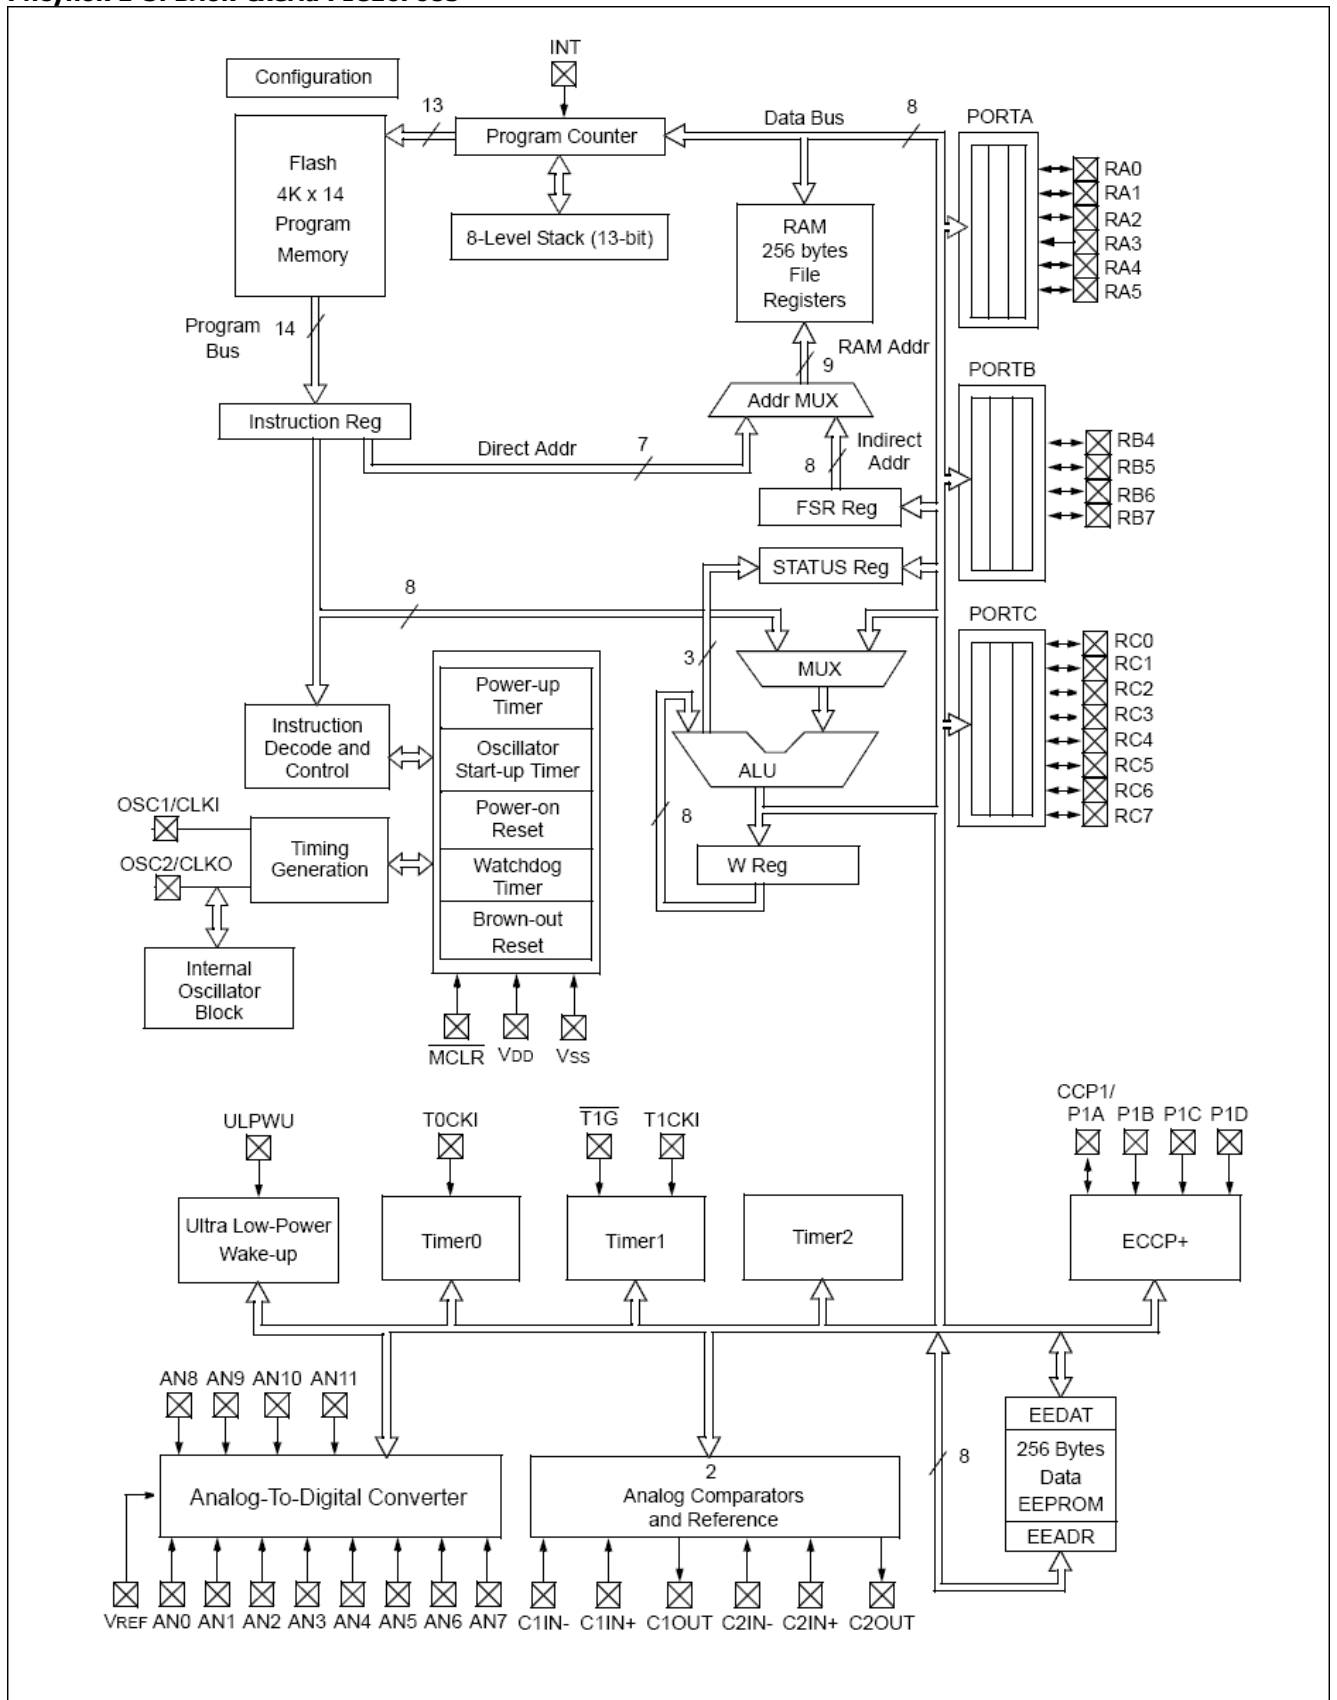 INT
Configuration
13
Program Counter
Data Bus
8
PORTA
Flash
4K x 14
Program
Memory
8-Level Stack (13-bit)
RAM
256 bytes
File
Registers
RA0
RA1
RA2
RA3
RA4
RA5
Program
Bus
14
RAM Addr
9
PORTB
Addr MUX
Instruction Reg
Direct Addr
7
Indirect
Addr
8
FSR Reg
RB4
RB5
RB6
RB7
STATUS Reg
8
PORTC
3
MUX
RC0
RC1
RC2
RC3
RC4
RC5
RC6
RC7
Power-up
Timer
Instruction
Decode and
Control
Oscillator
Start-up Timer
ALU
OSC1/CLKI
Power-on
Reset
8
OSC2/CLKO
Timing
Generation
Watchdog
Timer
W Reg
Brown-out
Reset
Internal
Oscillator
Block
MCLR
VDD
VSS
ULPWU
T0CKI
T1G
T1CKI
CCP1/
P1A
P1B
P1C
P1D
Ultra Low-Power
Wake-up
Timer0
Timer1
Timer2
ECCP+
AN8 AN9 AN10 AN11
EEDAT
256 Bytes
Data
EEPROM
EEADR
8
Analog-To-Digital Converter
2
Analog Comparators
and Reference
VREF AN0 AN1 AN2 AN3 AN4 AN5 AN6 AN7
C1IN- C1IN+ C1OUT C2IN- C2IN+ C2OUT